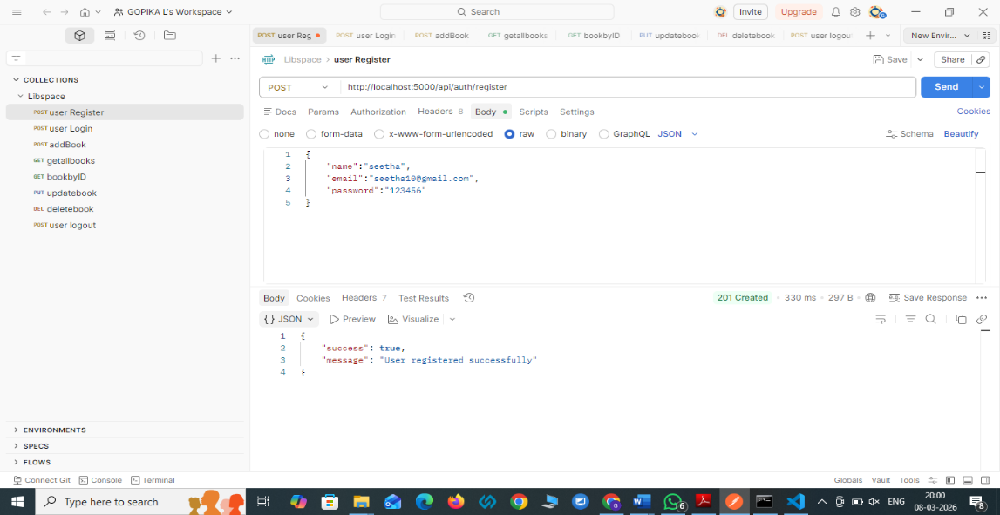 GOPIKA L's Workspace
Search
Invite
Upgrade
POST user Reg
POST user Login
POST addBook
GET getallbooks
GET bookbyID
PUT updatebook
DEL deletebook
POST user logou
New Envir...
Libspace > user Register
Save
Share
COLLECTIONS
Libspace
POST user Register
POST user Login
POST addBook
GET getallbooks
GET bookbyID
PUT updatebook
DEL deletebook
POST user logout
ENVIRONMENTS
SPECS
FLOWS
POST
http://localhost:5000/api/auth/register
Send
Docs Params Authorization Headers 8 Body Scripts Settings Cookies
none form-data x-www-form-urlencoded raw binary GraphQL JSON Schema Beautify
1 {
2 "name":"seetha",
3 "email":"seetha10@gmail.com",
4 "password":"123456"
5 }
Body Cookies Headers 7 Test Results 201 Created • 330 ms • 297 B • Save Response
{} JSON Preview Visualize
1 {
2 "success": true,
3 "message": "User registered successfully"
4 }
Connect Git Console Terminal Globals Vault Tools
Type here to search
6
ENG
20:00
08-03-2026
8